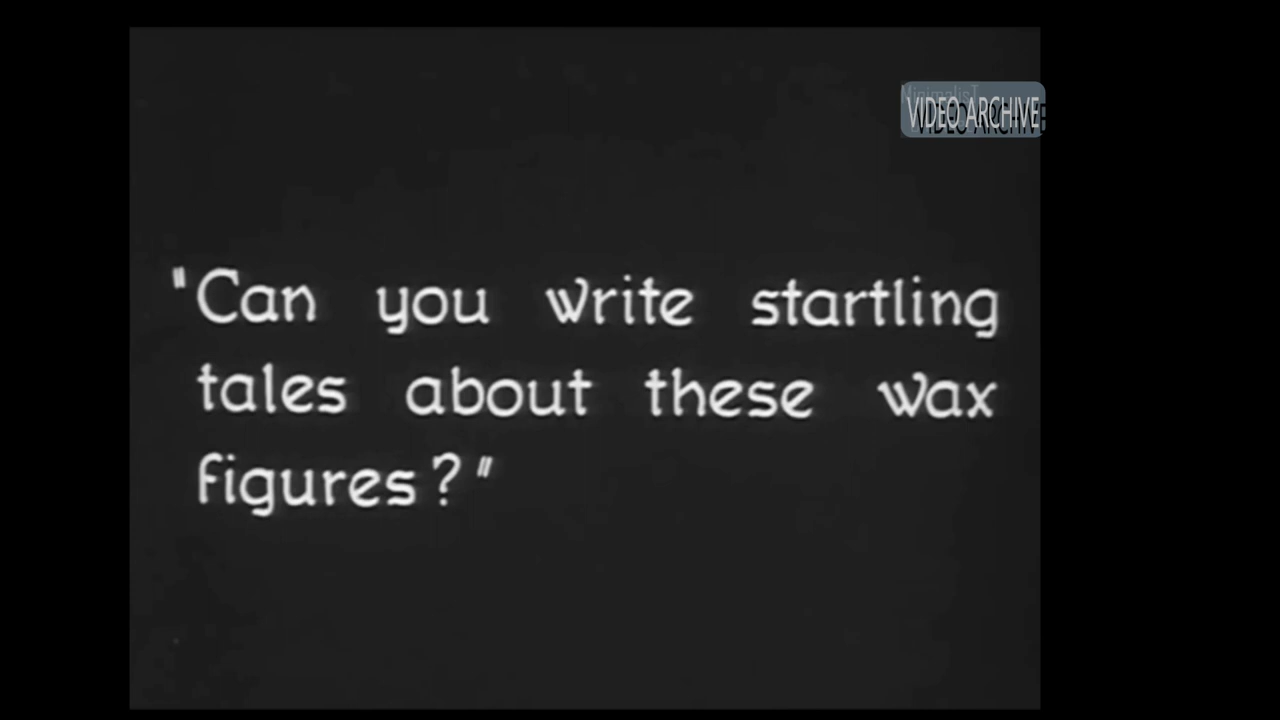 VIDEO ARCHIVE
"Can you write startling
tales about these wax
figures?"